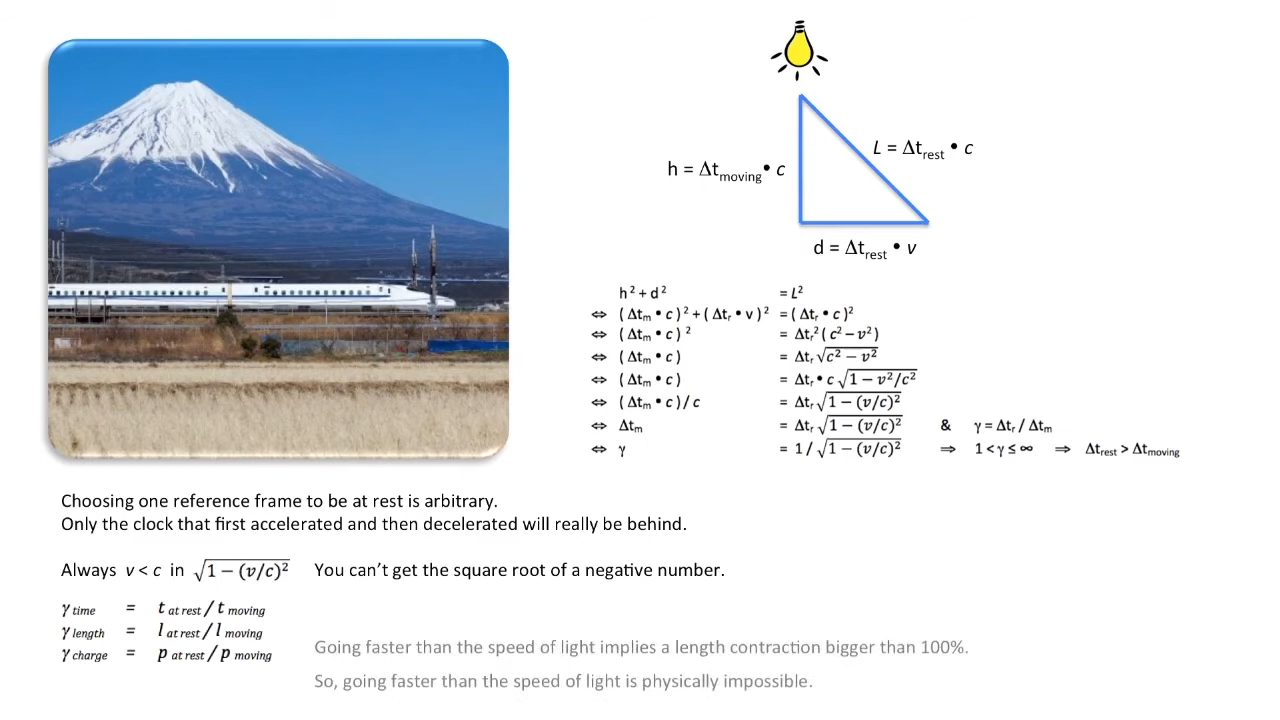 h = Δt_moving • c
L = Δt_rest • c
d = Δt_rest • v
h² + d² = L²
⇔ ( Δt_m • c )² + ( Δt_r • v )² = ( Δt_r • c )²
⇔ ( Δt_m • c ) ² = Δt_r² ( c² – v² )
⇔ ( Δt_m • c ) = Δt_r √(c² − v²)
⇔ ( Δt_m • c ) = Δt_r • c √(1 − v²/c²)
⇔ ( Δt_m • c ) / c = Δt_r √(1 − (v/c)²)
⇔ Δt_m = Δt_r √(1 − (v/c)²) & γ = Δt_r / Δt_m
⇔ γ = 1 / √(1 − (v/c)²) ⇒ 1 < γ ≤ ∞ ⇒ Δt_rest > Δt_moving
Choosing one reference frame to be at rest is arbitrary.
Only the clock that first accelerated and then decelerated will really be behind.
Always v < c in √(1 − (v/c)²) You can’t get the square root of a negative number.
γ time = t at rest / t moving
γ length = l at rest / l moving
γ charge = p at rest / p moving
Going faster than the speed of light implies a length contraction bigger than 100%.
So, going faster than the speed of light is physically impossible.